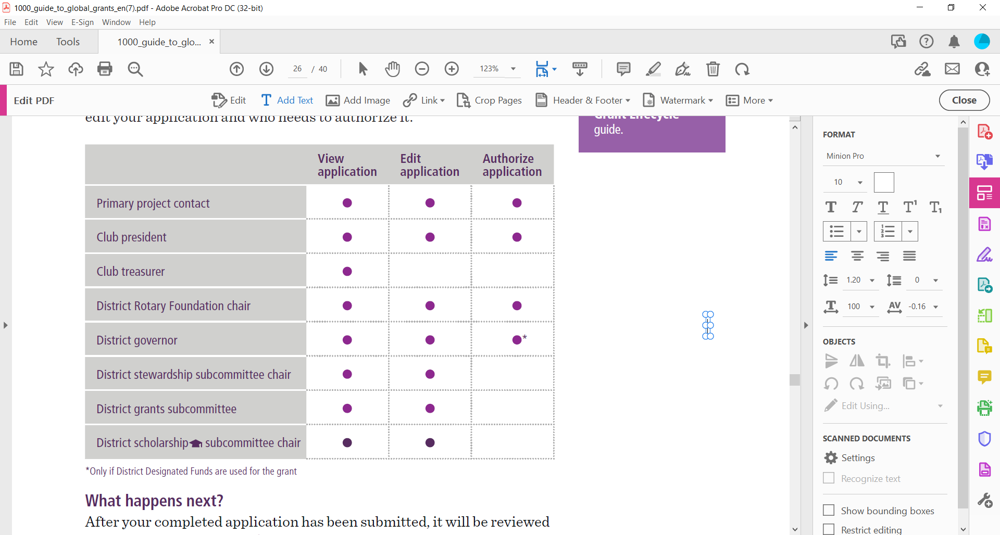 1000_guide_to_global_grants_en(7).pdf - Adobe Acrobat Pro DC (32-bit)
File Edit View E-Sign Window Help
Home Tools 1000_guide_to_glo... ×
26 / 40 123%
Edit PDF Edit Add Text Add Image Link Crop Pages Header & Footer Watermark More Close
edit your application and who needs to authorize it.
Grant Lifecycle
guide.
View application Edit application Authorize application
Primary project contact
Club president
Club treasurer
District Rotary Foundation chair
District governor *
District stewardship subcommittee chair
District grants subcommittee
District scholarship subcommittee chair
*Only if District Designated Funds are used for the grant
What happens next?
After your completed application has been submitted, it will be reviewed
FORMAT
Minion Pro
10
T T T T1 T1
1.20 0
100 AV -0.16
OBJECTS
Edit Using...
SCANNED DOCUMENTS
Settings
Recognize text
Show bounding boxes
Restrict editing